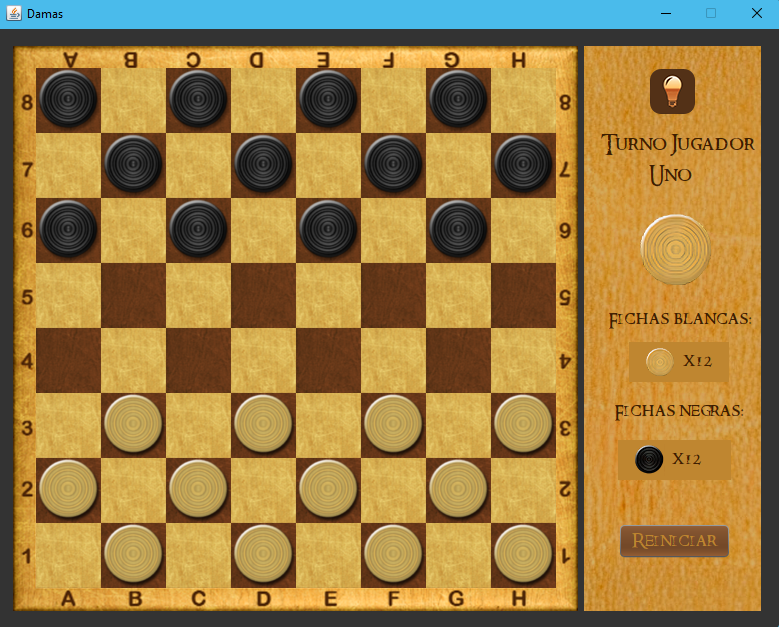 Damas
A B C D E F G H
8 8
7 7
6 6
5 5
4 4
3 3
2 2
1 1
A B C D E F G H
Turno Jugador
Uno
Fichas blancas:
X12
Fichas negras:
X12
Reiniciar